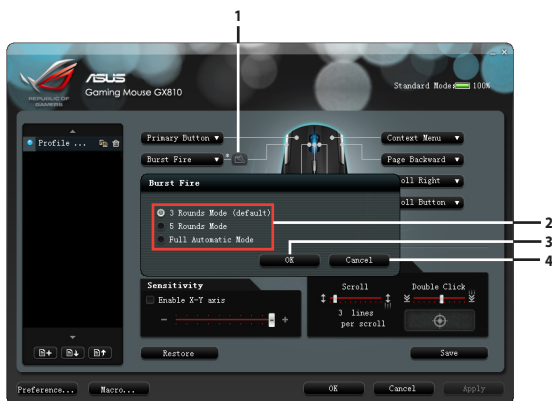 1
REPUBLIC OF
GAMERS
ASUS
Gaming Mouse GX810
Standard Mode: 100%
Profile ...
Primary Button
Context Menu
Burst Fire
*
Page Backward
oll Right
oll Button
Burst Fire
3 Rounds Mode (default)
5 Rounds Mode
Full Automatic Mode
2
OK
Cancel
3
4
Sensitivity
Enable X-Y axis
- +
Scroll
3 lines
per scroll
Double Click
Restore
Save
Preference...
Macro...
OK
Cancel
Apply